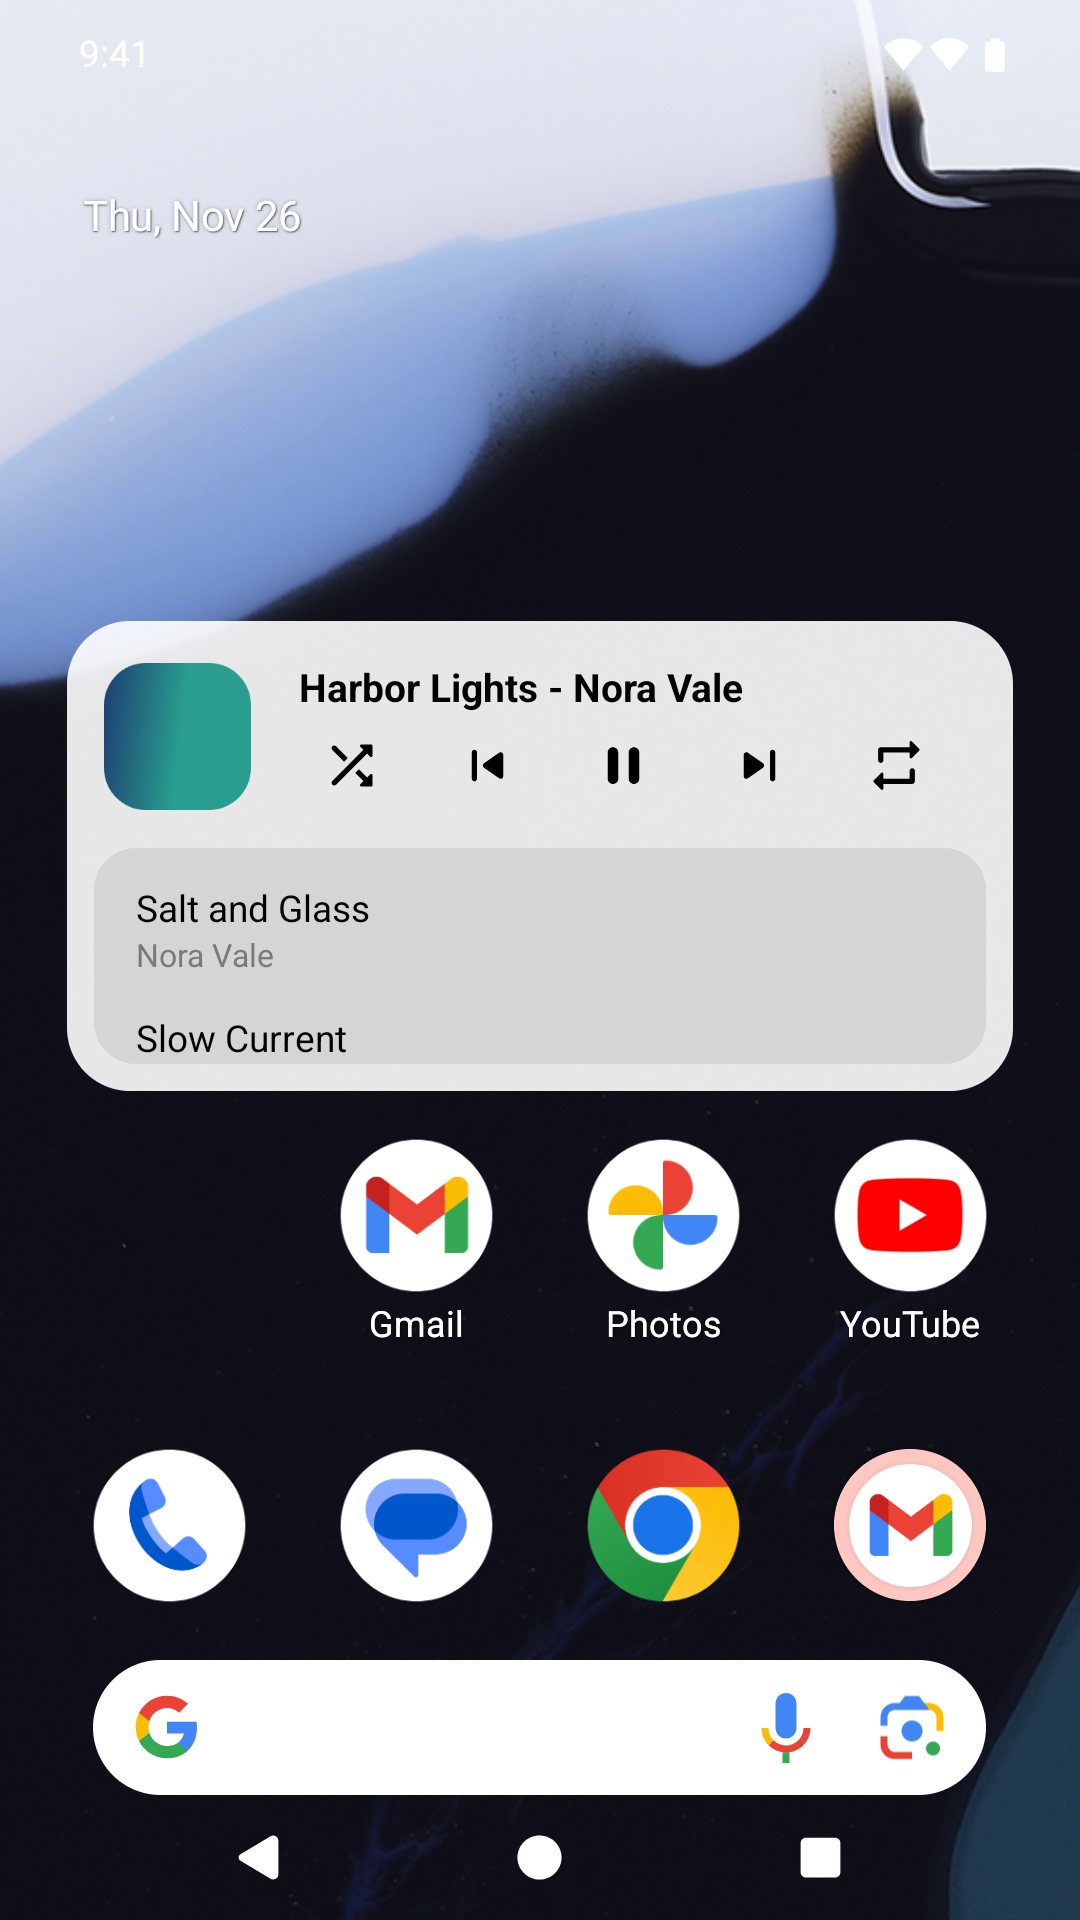 9:41
Thu, Nov 26
Harbor Lights - Nora Vale
Salt and Glass
Nora Vale
Slow Current
Gmail
Photos
YouTube